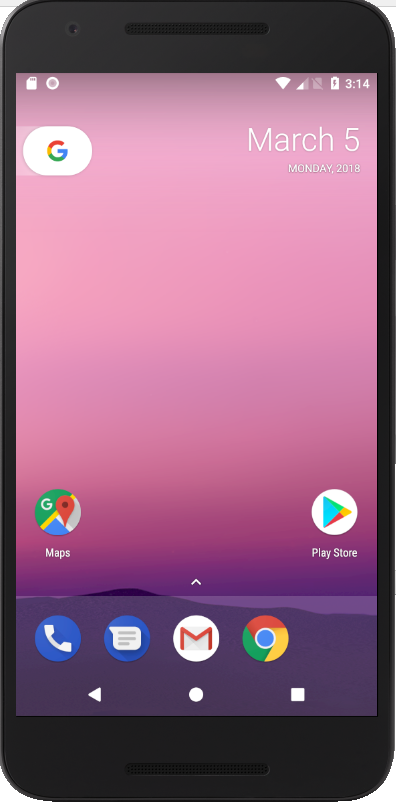 3:14
March 5
MONDAY, 2018
Maps
Play Store